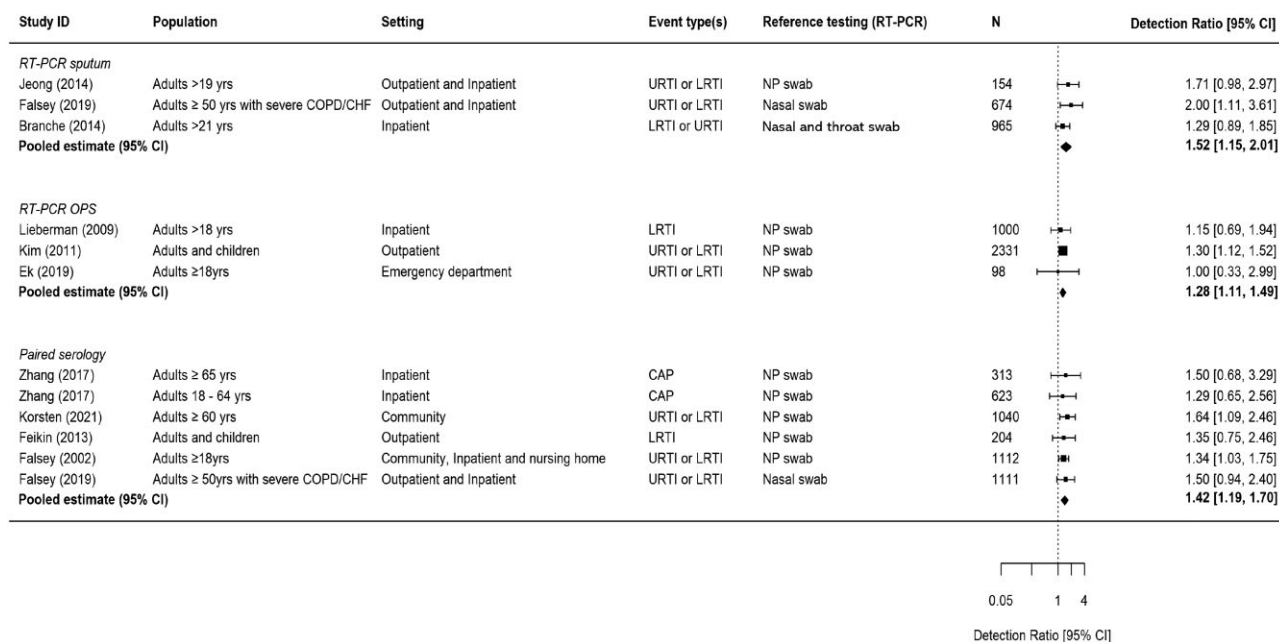 Study ID Population Setting Event type(s) Reference testing (RT-PCR) N Detection Ratio [95% CI]
RT-PCR sputum
Jeong (2014) Adults >19 yrs Outpatient and Inpatient URTI or LRTI NP swab 154 1.71 [0.98, 2.97]
Falsey (2019) Adults ≥ 50 yrs with severe COPD/CHF Outpatient and Inpatient URTI or LRTI Nasal swab 674 2.00 [1.11, 3.61]
Branche (2014) Adults >21 yrs Inpatient LRTI or URTI Nasal and throat swab 965 1.29 [0.89, 1.85]
Pooled estimate (95% CI) 1.52 [1.15, 2.01]
RT-PCR OPS
Lieberman (2009) Adults >18 yrs Inpatient LRTI NP swab 1000 1.15 [0.69, 1.94]
Kim (2011) Adults and children Outpatient URTI or LRTI NP swab 2331 1.30 [1.12, 1.52]
Ek (2019) Adults ≥18yrs Emergency department URTI or LRTI NP swab 98 1.00 [0.33, 2.99]
Pooled estimate (95% CI) 1.28 [1.11, 1.49]
Paired serology
Zhang (2017) Adults ≥ 65 yrs Inpatient CAP NP swab 313 1.50 [0.68, 3.29]
Zhang (2017) Adults 18 - 64 yrs Inpatient CAP NP swab 623 1.29 [0.65, 2.56]
Korsten (2021) Adults ≥ 60 yrs Community URTI or LRTI NP swab 1040 1.64 [1.09, 2.46]
Feikin (2013) Adults and children Outpatient LRTI NP swab 204 1.35 [0.75, 2.46]
Falsey (2002) Adults ≥18yrs Community, Inpatient and nursing home URTI or LRTI NP swab 1112 1.34 [1.03, 1.75]
Falsey (2019) Adults ≥ 50yrs with severe COPD/CHF Outpatient and Inpatient URTI or LRTI Nasal swab 1111 1.50 [0.94, 2.40]
Pooled estimate (95% CI) 1.42 [1.19, 1.70]
0.05 1 4
Detection Ratio [95% CI]